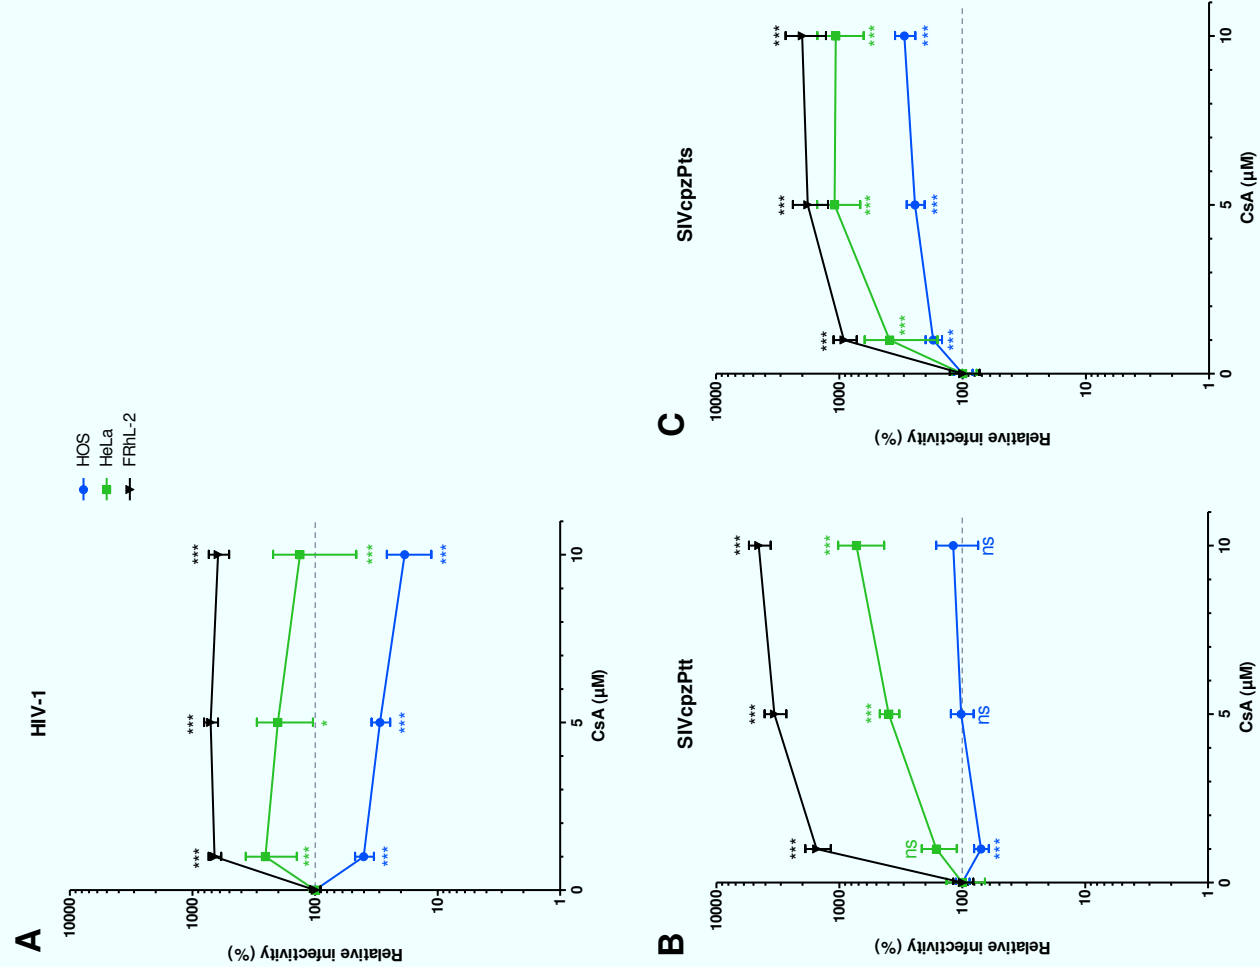 A
HIV-1
HOS
HeLa
FRhL-2
Relative infectivity (%)
10000
1000
100
10
1
***
***
***
***
*
***
***
***
***
0
5
10
CsA (μM)
B
SIVcpzPtt
Relative infectivity (%)
10000
1000
100
10
1
***
***
***
ns
***
***
***
ns
ns
0
5
10
CsA (μM)
C
SIVcpzPts
Relative infectivity (%)
10000
1000
100
10
1
***
***
***
***
***
***
***
***
***
0
5
10
CsA (μM)